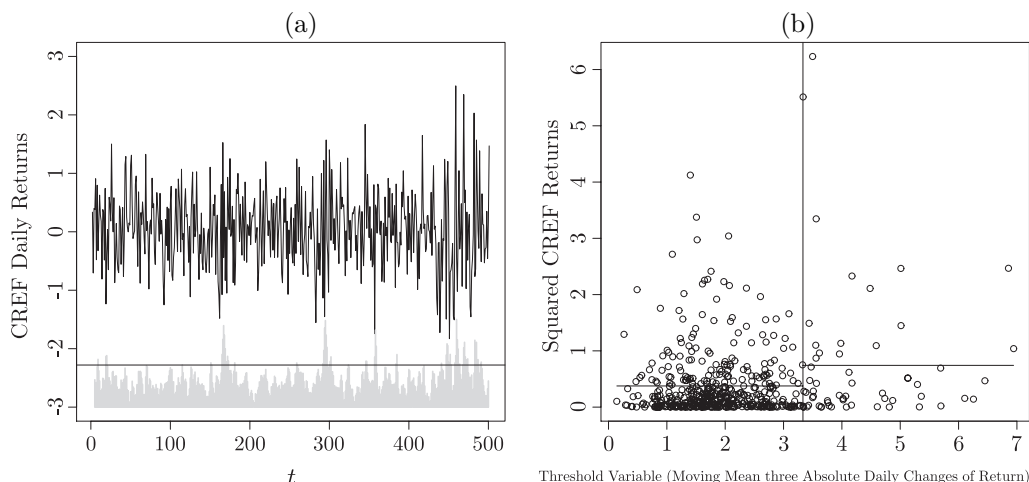 (a)
CREF Daily Returns
3
2
1
0
-1
-2
-3
0 100 200 300 400 500
t
(b)
Squared CREF Returns
6
5
4
3
2
1
0
0 1 2 3 4 5 6 7
Threshold Variable (Moving Mean three Absolute Daily Changes of Return)